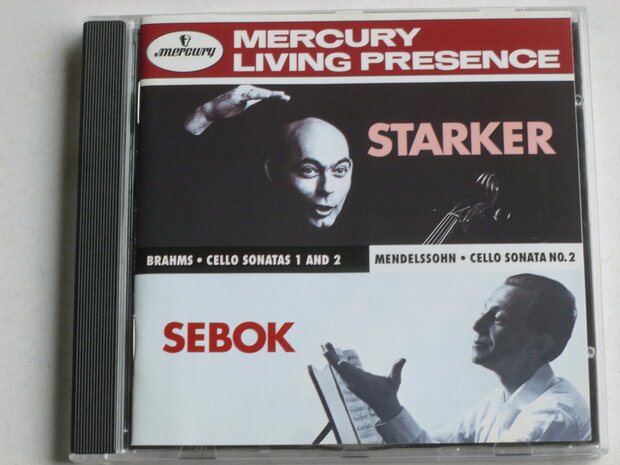 mercury
MERCURY
LIVING PRESENCE
STARKER
BRAHMS • CELLO SONATAS 1 AND 2
MENDELSSOHN • CELLO SONATA NO. 2
SEBOK